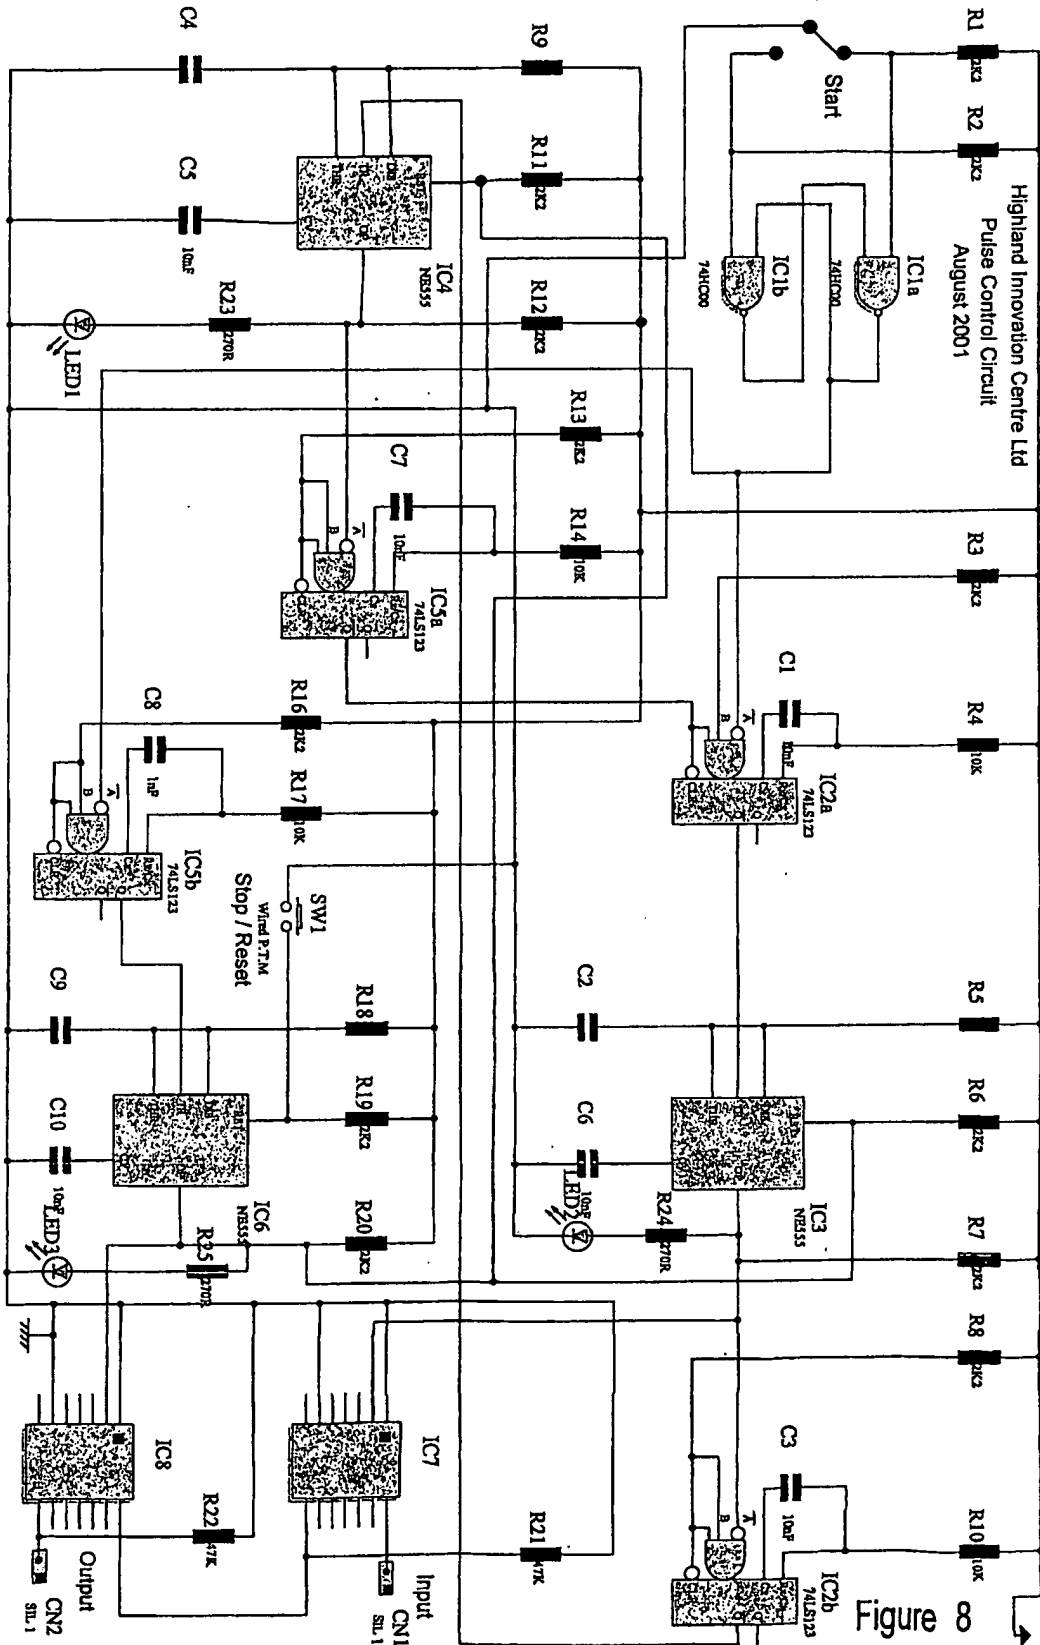 Highland Innovation Centre Ltd
Pulse Control Circuit
August 2001
Figure 8
R1
2K2
R2
2K2
R3
2K2
R4
10K
R5
R6
2K2
R7
2K2
R8
2K2
R10
10K
Start
IC1a
74HC00
IC1b
74HC00
C1
10nF
A
B
IC2a
74LS123
C2
C6
10nF
IC3
NE555
LED2
R24
270R
C3
10nF
A
B
IC2b
74LS123
R9
R11
2K2
R12
2K2
R13
2K2
R14
10K
C4
C5
10nF
IC4
NE555
R23
270R
LED1
C7
10nF
A
B
IC5a
74LS123
R16
2K2
R17
10K
C8
1nF
A
B
IC5b
74LS123
SW1
Wired P.T.M
Stop / Reset
R18
R19
2K2
R20
2K2
C9
C10
10nF
IC6
NE555
LED3
R25
270R
IC7
R21
47K
Input
CN1
SIL 1
IC8
R22
47K
Output
CN2
SIL 1